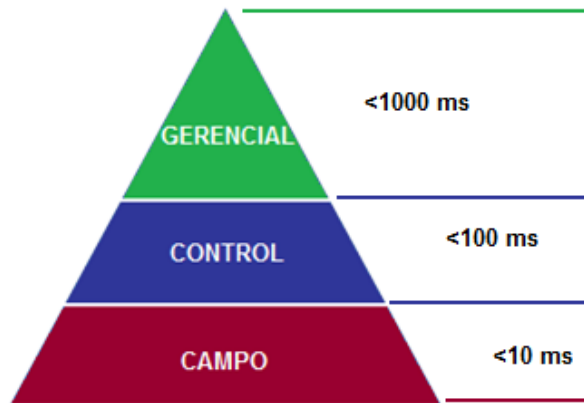 <1000 ms
GERENCIAL
<100 ms
CONTROL
<10 ms
CAMPO